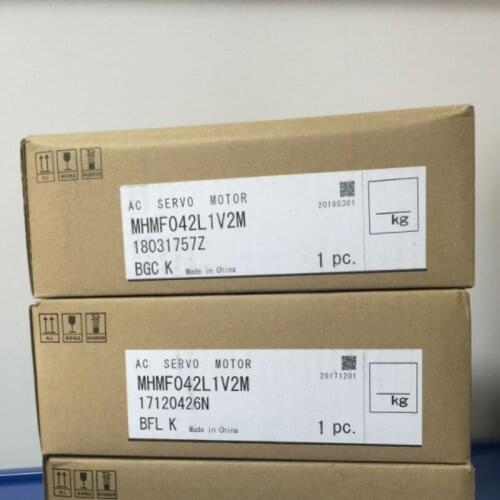 AC SERVO MOTOR
20180301
MHMF042L1V2M
18031757Z
BGC K Made in China
1 pc.
kg
AC SERVO MOTOR
20171201
MHMF042L1V2M
17120426N
BFL K Made in China
1 pc.
kg